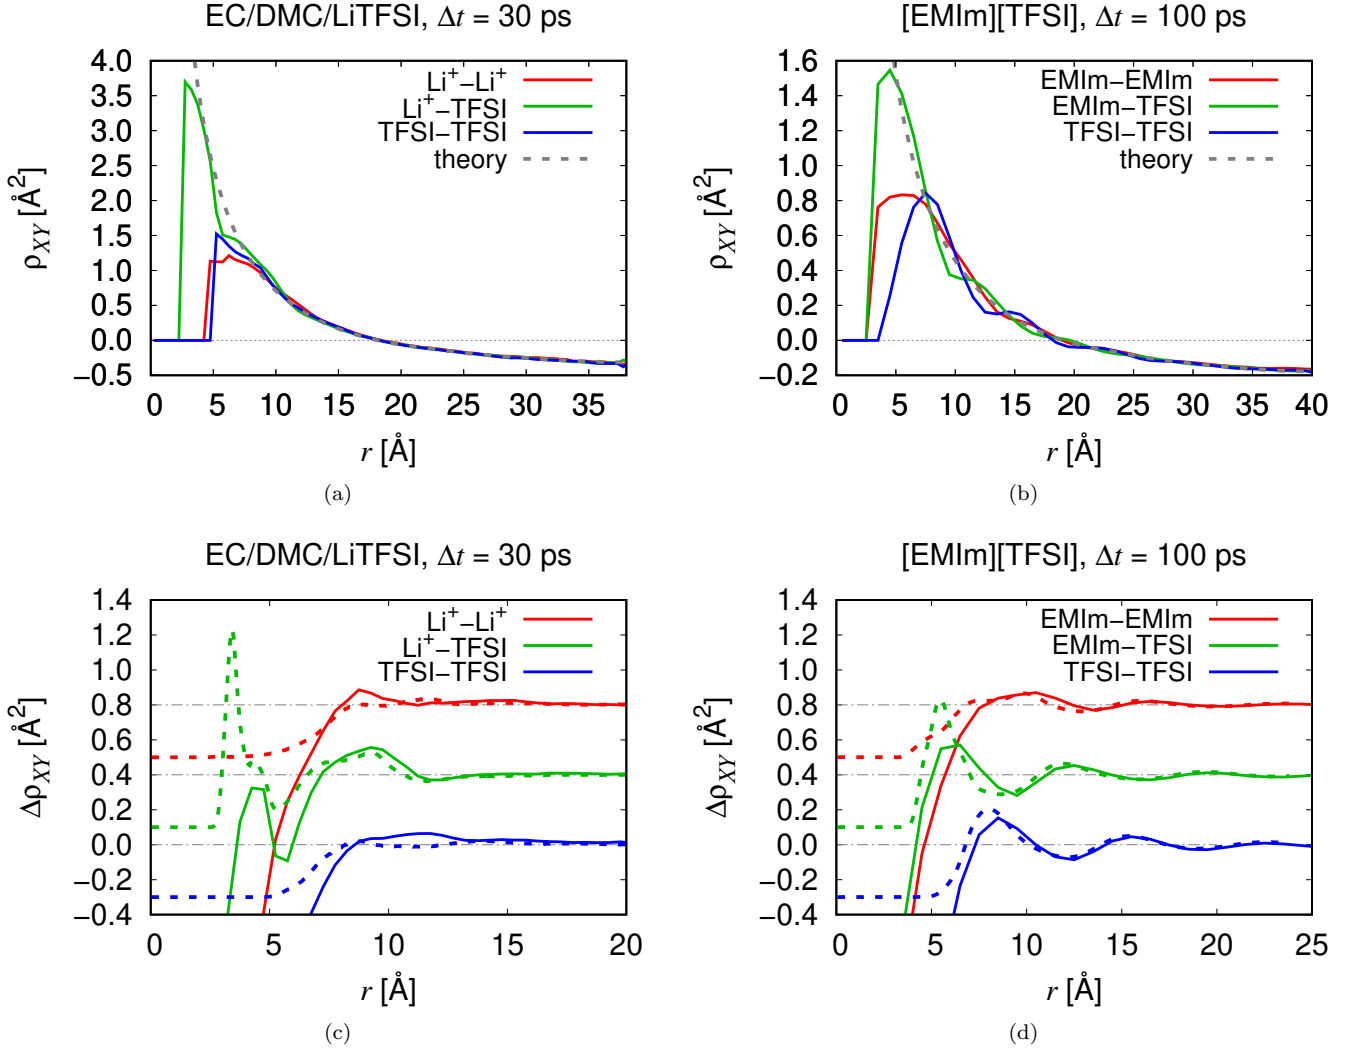 EC/DMC/LiTFSI, Δt = 30 ps
ρXY [Å²]
4.0
3.5
3.0
2.5
2.0
1.5
1.0
0.5
0.0
−0.5
Li⁺−Li⁺
Li⁺−TFSI
TFSI−TFSI
theory
0 5 10 15 20 25 30 35
r [Å]
(a)
[EMIm][TFSI], Δt = 100 ps
ρXY [Å²]
1.6
1.4
1.2
1.0
0.8
0.6
0.4
0.2
0.0
−0.2
EMIm−EMIm
EMIm−TFSI
TFSI−TFSI
theory
0 5 10 15 20 25 30 35 40
r [Å]
(b)
EC/DMC/LiTFSI, Δt = 30 ps
ΔρXY [Å²]
1.4
1.2
1.0
0.8
0.6
0.4
0.2
0.0
−0.2
−0.4
Li⁺−Li⁺
Li⁺−TFSI
TFSI−TFSI
0 5 10 15 20
r [Å]
(c)
[EMIm][TFSI], Δt = 100 ps
ΔρXY [Å²]
1.4
1.2
1.0
0.8
0.6
0.4
0.2
0.0
−0.2
−0.4
EMIm−EMIm
EMIm−TFSI
TFSI−TFSI
0 5 10 15 20 25
r [Å]
(d)